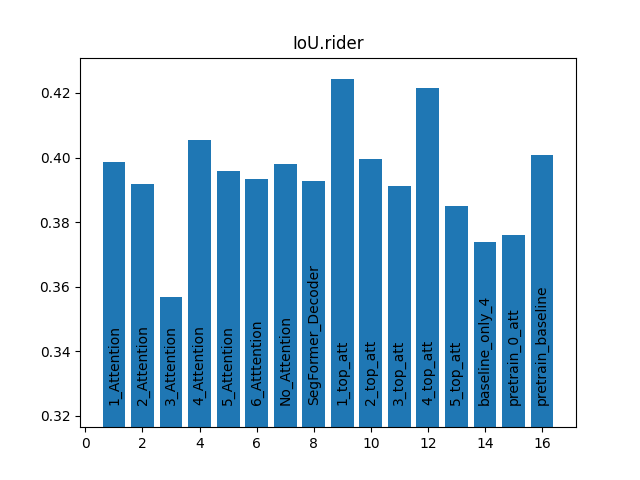 IoU.rider
0.42
0.40
0.38
0.36
0.34
0.32
1_Attention
2_Attention
3_Attention
4_Attention
5_Attention
6_Atttention
No_Attention
SegFormer_Decoder
1_top_att
2_top_att
3_top_att
4_top_att
5_top_att
baseline_only_4
pretrain_0_att
pretrain_baseline
0 2 4 6 8 10 12 14 16